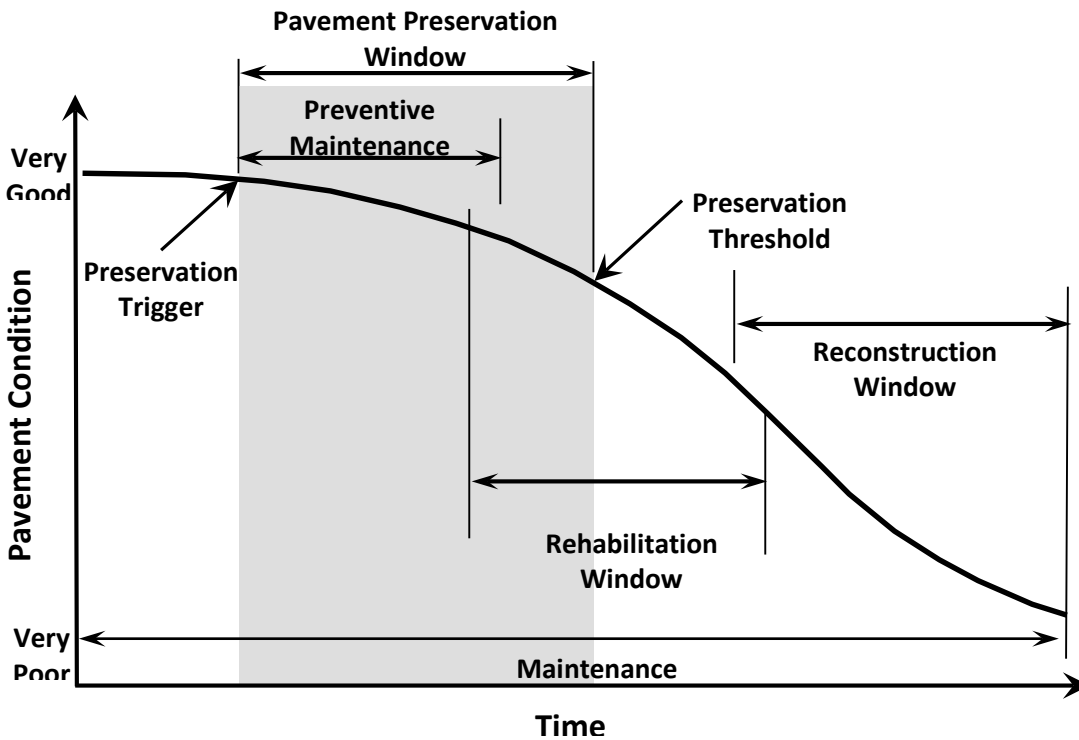 Pavement Preservation
Window
Preventive
Maintenance
Very
Good
Preservation
Threshold
Preservation
Trigger
Reconstruction
Window
Pavement Condition
Rehabilitation
Window
Very
Poor
Maintenance
Time